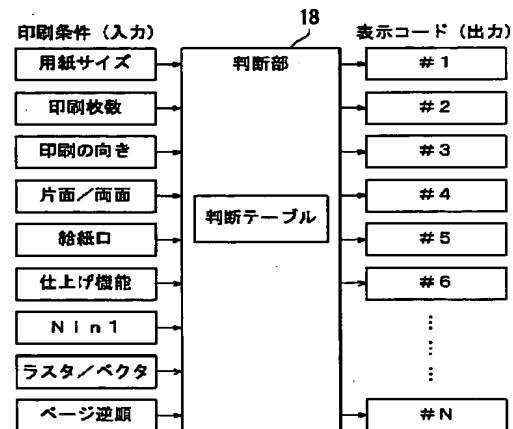 18
印刷条件（入力）
表示コード（出力）
用紙サイズ
判断部
#1
印刷枚数
#2
印刷の向き
#3
片面／両面
#4
判断テーブル
給紙口
#5
仕上げ機能
#6
Nin1
ラスタ／ベクタ
ページ逆順
#N